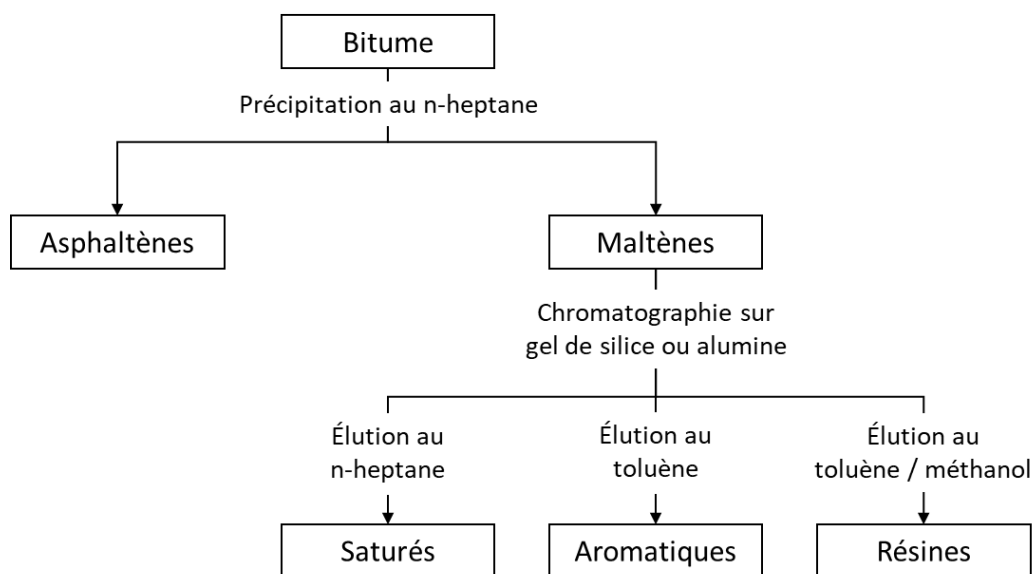 Bitume
Précipitation au n-heptane
Asphaltènes
Maltènes
Chromatographie sur
gel de silice ou alumine
Élution au
n-heptane
Élution au
toluène
Élution au
toluène / méthanol
Saturés
Aromatiques
Résines